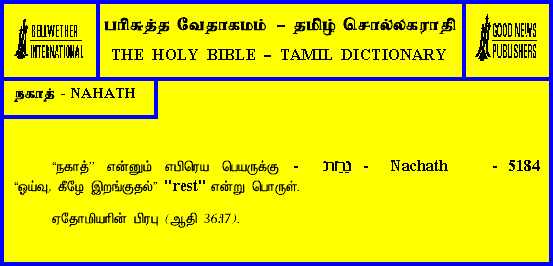 BELLWETHER
INTERNATIONAL
பரிசுத்த வேதாகமம் – தமிழ் சொல்லகராதி
THE HOLY BIBLE – TAMIL DICTIONARY
GOOD NEWS
PUBLISHERS
நகாத் - NAHATH
“நகாத்” என்னும் எபிரெய பெயருக்கு - - Nachath - 5184
“ஓய்வு, கீழே இறங்குதல்” "rest" என்று பொருள்.
ஏதோமியரின் பிரபு (ஆதி 36:17).